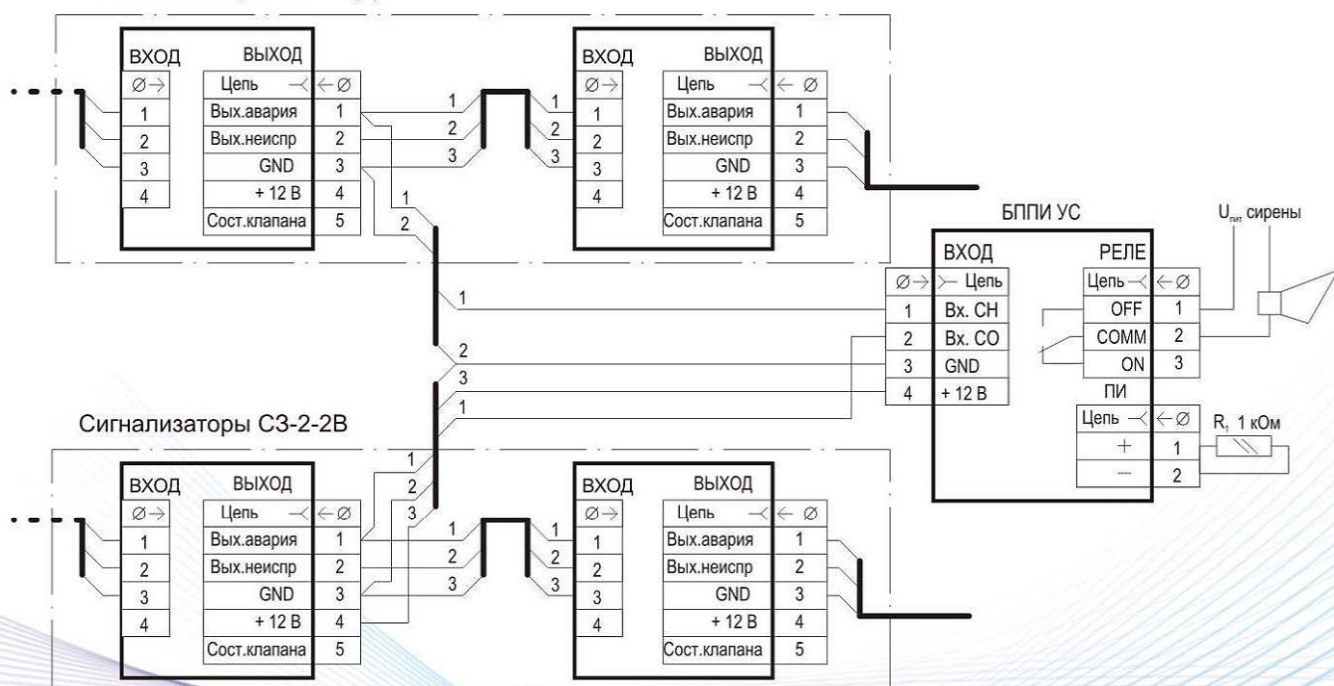 ВХОД ВЫХОД ВХОД ВЫХОД
Ø→ Цепь ←Ø Ø→ Цепь ← Ø
1 Вых.авария 1 1 1 1 Вых.авария 1
2 Вых.неиспр 2 2 2 2 Вых.неиспр 2
3 GND 3 3 3 3 GND 3
4 + 12 В 4 4 + 12 В 4
Сост.клапана 5 Сост.клапана 5
1
2
БППИ УС Uпит сирены
ВХОД РЕЛЕ
Ø→ Цепь Цепь ←Ø
1 1 Вх. СН OFF 1
2 Вх. СО COMM 2
2 3 GND ON 3
3 4 + 12 В ПИ
1 Цепь ←Ø R1 1 кОм
+ 1
— 2
Сигнализаторы СЗ-2-2В
1
2
3
ВХОД ВЫХОД ВХОД ВЫХОД
Ø→ Цепь ←Ø Ø→ Цепь ← Ø
1 Вых.авария 1 1 1 1 Вых.авария 1
2 Вых.неиспр 2 2 2 2 Вых.неиспр 2
3 GND 3 3 3 3 GND 3
4 + 12 В 4 4 + 12 В 4
Сост.клапана 5 Сост.клапана 5